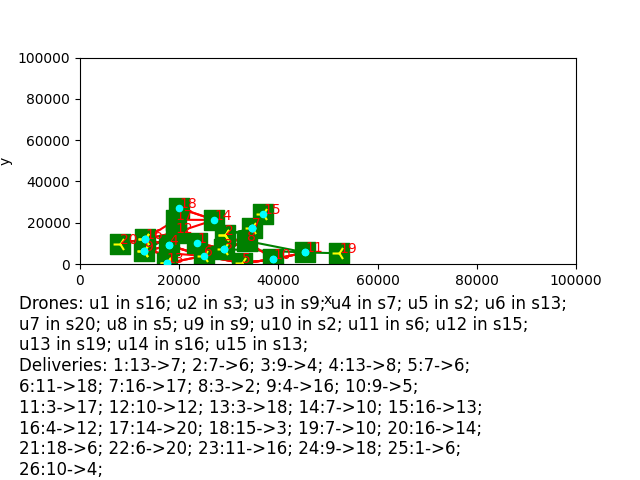 100000
80000
60000
40000
20000
0
y
0 20000 40000 60000 80000 100000
x
Drones: u1 in s16; u2 in s3; u3 in s9; u4 in s7; u5 in s2; u6 in s13;
u7 in s20; u8 in s5; u9 in s9; u10 in s2; u11 in s6; u12 in s15;
u13 in s19; u14 in s16; u15 in s13;
Deliveries: 1:13->7; 2:7->6; 3:9->4; 4:13->8; 5:7->6;
6:11->18; 7:16->17; 8:3->2; 9:4->16; 10:9->5;
11:3->17; 12:10->12; 13:3->18; 14:7->10; 15:16->13;
16:4->12; 17:14->20; 18:15->3; 19:7->10; 20:16->14;
21:18->6; 22:6->20; 23:11->16; 24:9->18; 25:1->6;
26:10->4;